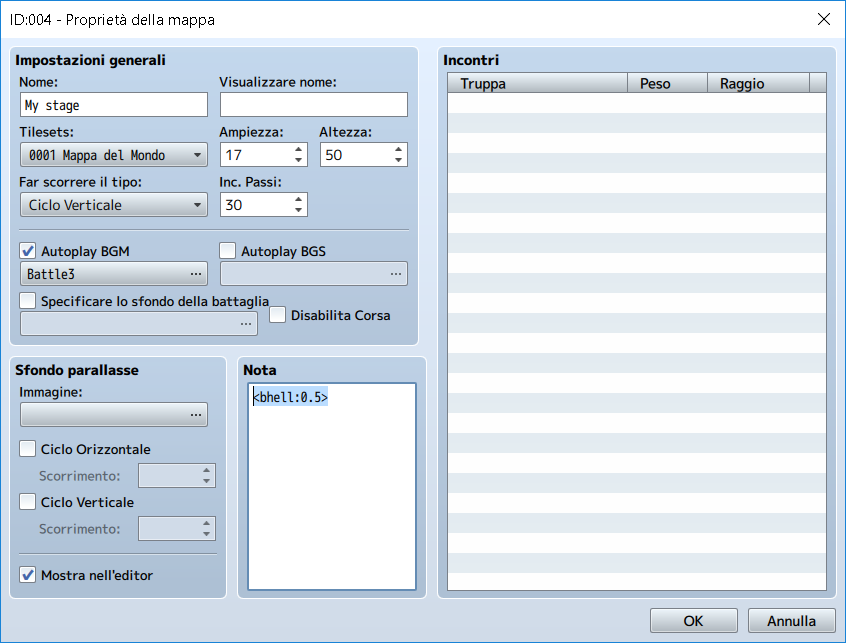 ID:004 - Proprietà della mappa
Impostazioni generali
Nome:
Visualizzare nome:
My stage
Tilesets:
Ampiezza:
Altezza:
0001 Mappa del Mondo
17
50
Far scorrere il tipo:
Inc. Passi:
Ciclo Verticale
30
Autoplay BGM
Autoplay BGS
Battle3
...
...
Specificare lo sfondo della battaglia
...
Disabilita Corsa
Sfondo parallasse
Immagine:
...
Ciclo Orizzontale
Scorrimento:
Ciclo Verticale
Scorrimento:
Mostra nell'editor
Nota
<bhell:0.5>
Incontri
Truppa
Peso
Raggio
OK
Annulla